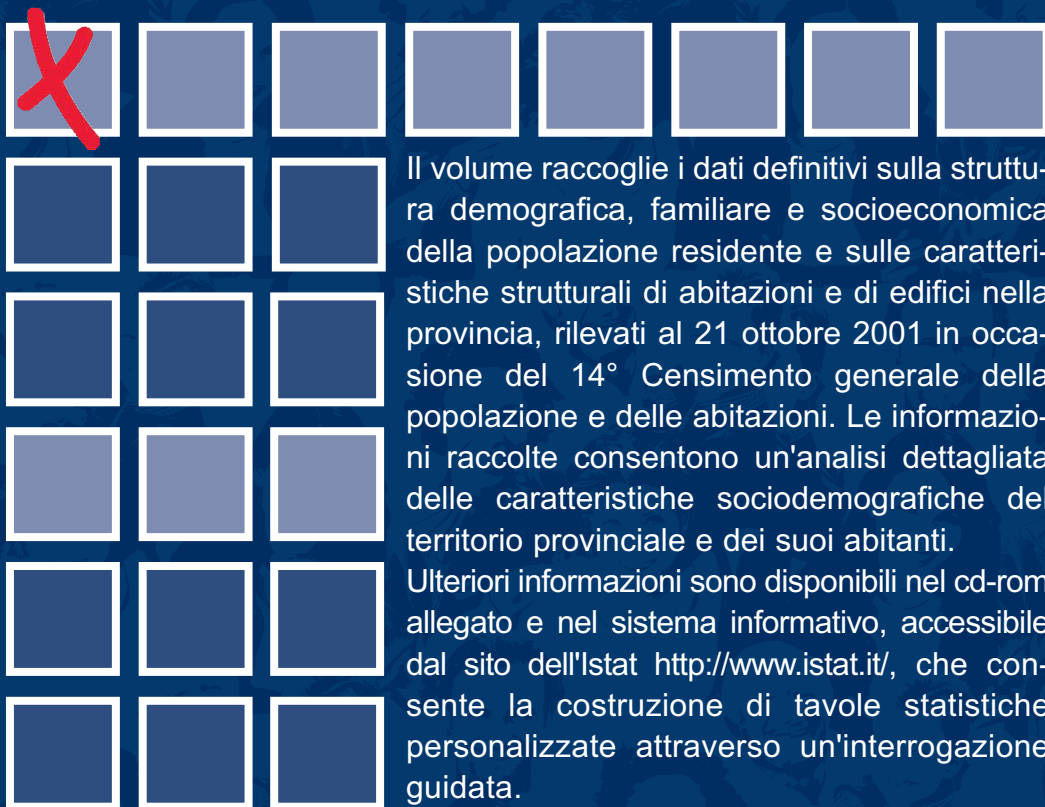 Il volume raccoglie i dati definitivi sulla struttu-
ra demografica, familiare e socioeconomica
della popolazione residente e sulle caratteri-
stiche strutturali di abitazioni e di edifici nella
provincia, rilevati al 21 ottobre 2001 in occa-
sione del 14° Censimento generale della
popolazione e delle abitazioni. Le informazio-
ni raccolte consentono un'analisi dettagliata
delle caratteristiche sociodemografiche del
territorio provinciale e dei suoi abitanti.
Ulteriori informazioni sono disponibili nel cd-rom
allegato e nel sistema informativo, accessibile
dal sito dell'Istat http://www.istat.it/, che con-
sente la costruzione di tavole statistiche
personalizzate attraverso un'interrogazione
guidata.